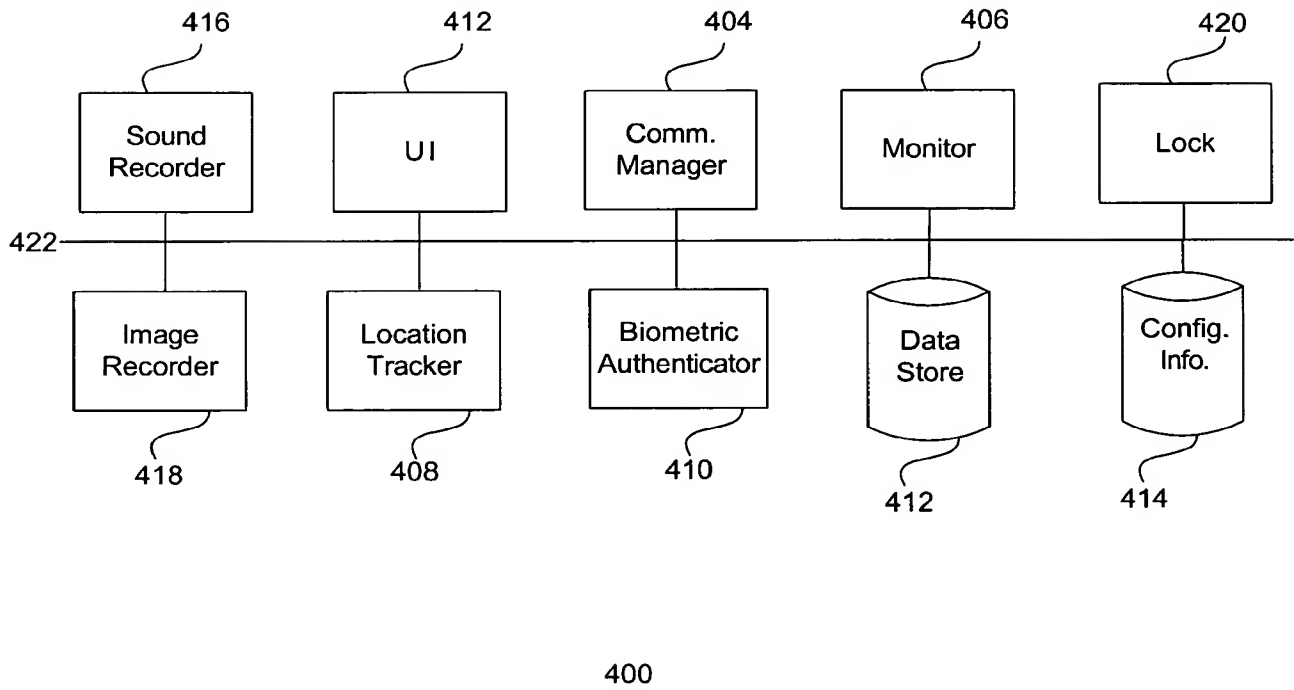 416
412
404
406
420
Sound
Recorder
UI
Comm.
Manager
Monitor
Lock
422
Image
Recorder
Location
Tracker
Biometric
Authenticator
Data
Store
Config.
Info.
418
408
410
412
414
400